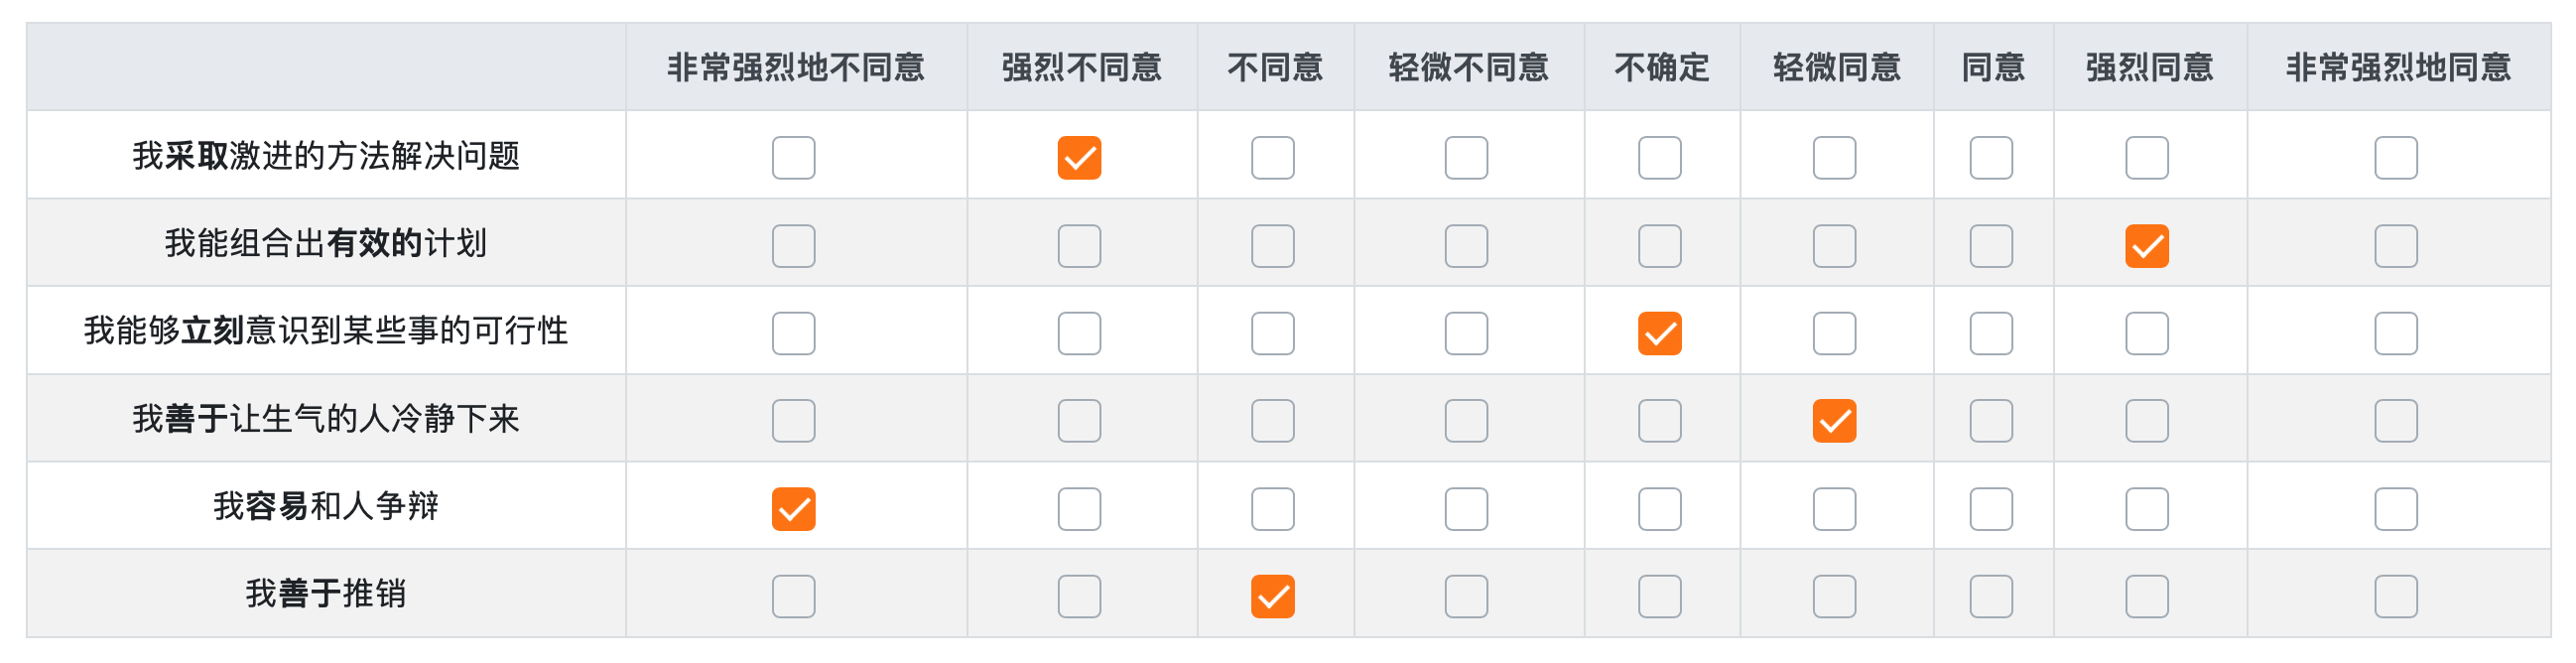 非常强烈地不同意 强烈不同意 不同意 轻微不同意 不确定 轻微同意 同意 强烈同意 非常强烈地同意
我采取激进的方法解决问题
我能组合出有效的计划
我能够立刻意识到某些事的可行性
我善于让生气的人冷静下来
我容易和人争辩
我善于推销